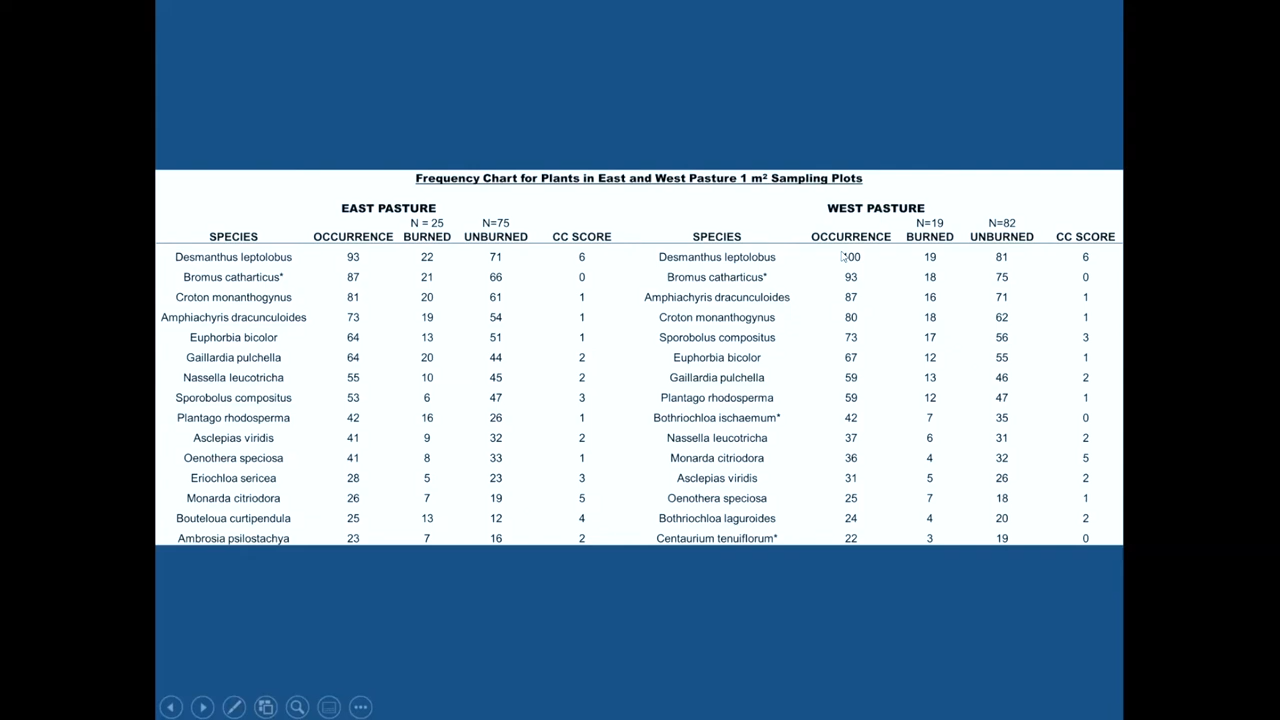 Frequency Chart for Plants in East and West Pasture 1 m² Sampling Plots
EAST PASTURE WEST PASTURE
N = 25 N=75 N=19 N=82
SPECIES OCCURRENCE BURNED UNBURNED CC SCORE SPECIES OCCURRENCE BURNED UNBURNED CC SCORE
Desmanthus leptolobus 93 22 71 6 Desmanthus leptolobus 100 19 81 6
Bromus catharticus* 87 21 66 0 Bromus catharticus* 93 18 75 0
Croton monanthogynus 81 20 61 1 Amphiachyris dracunculoides 87 16 71 1
Amphiachyris dracunculoides 73 19 54 1 Croton monanthogynus 80 18 62 1
Euphorbia bicolor 64 13 51 1 Sporobolus compositus 73 17 56 3
Gaillardia pulchella 64 20 44 2 Euphorbia bicolor 67 12 55 1
Nassella leucotricha 55 10 45 2 Gaillardia pulchella 59 13 46 2
Sporobolus compositus 53 6 47 3 Plantago rhodosperma 59 12 47 1
Plantago rhodosperma 42 16 26 1 Bothriochloa ischaemum* 42 7 35 0
Asclepias viridis 41 9 32 2 Nassella leucotricha 37 6 31 2
Oenothera speciosa 41 8 33 1 Monarda citriodora 36 4 32 5
Eriochloa sericea 28 5 23 3 Asclepias viridis 31 5 26 2
Monarda citriodora 26 7 19 5 Oenothera speciosa 25 7 18 1
Bouteloua curtipendula 25 13 12 4 Bothriochloa laguroides 24 4 20 2
Ambrosia psilostachya 23 7 16 2 Centaurium tenuiflorum* 22 3 19 0